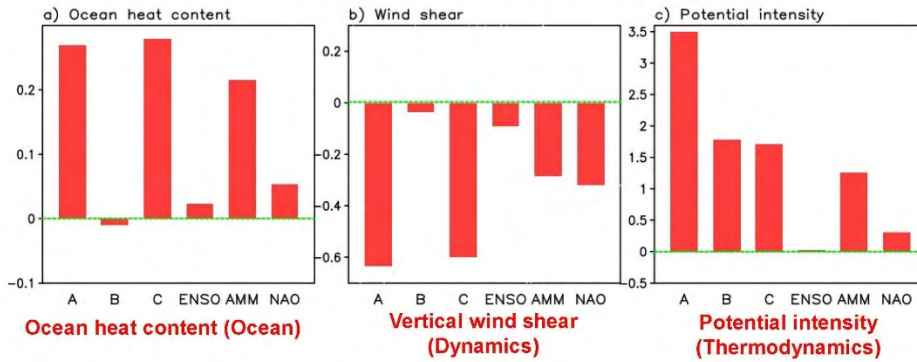 a) Ocean heat content
0.2
0.1
0
-0.1
A B C ENSO AMM NAO
Ocean heat content (Ocean)
b) Wind shear
0.2
0
-0.2
-0.4
-0.6
A B C ENSO AMM NAO
Vertical wind shear
(Dynamics)
c) Potential intensity
3.5
3
2.5
2
1.5
1
0.5
0
-0.5
A B C ENSO AMM NAO
Potential intensity
(Thermodynamics)